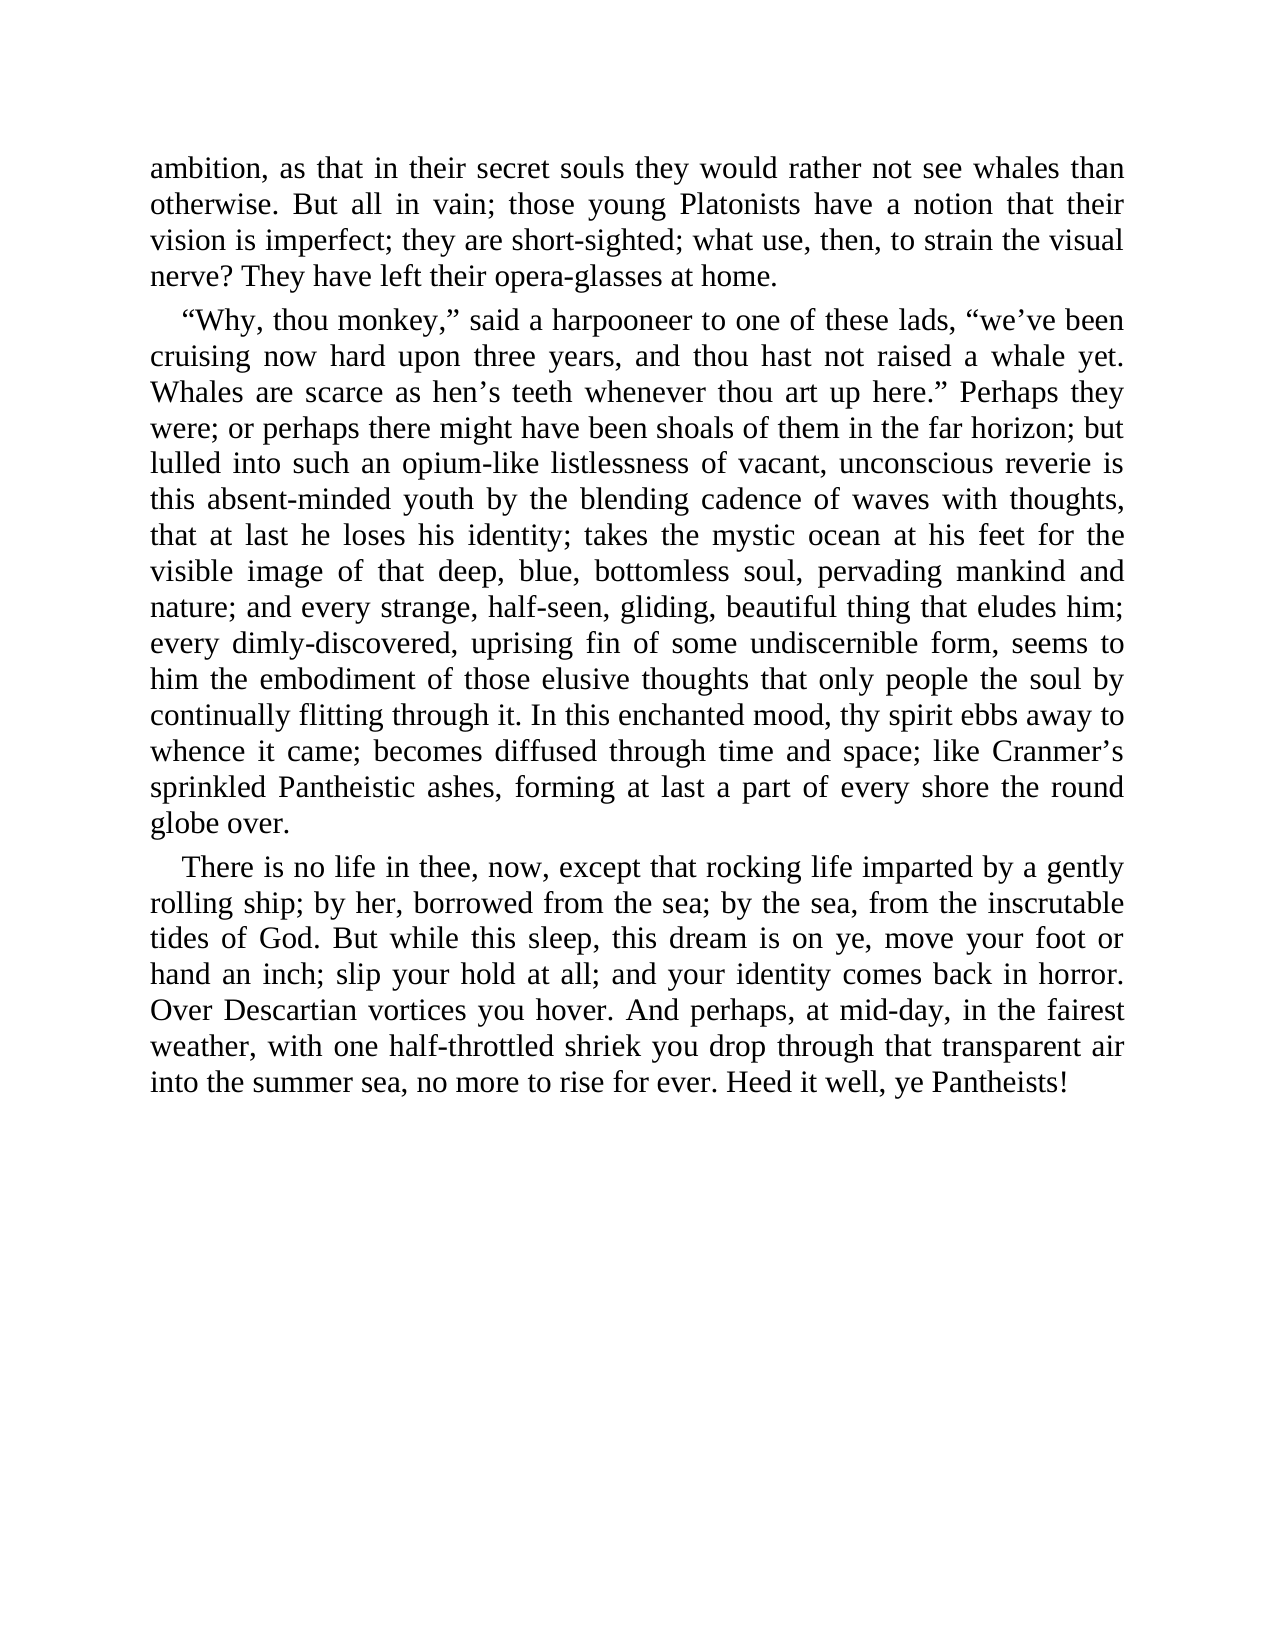 ambition, as that in their secret souls they would rather not see whales than
otherwise. But all in vain; those young Platonists have a notion that their
vision is imperfect; they are short-sighted; what use, then, to strain the visual
nerve? They have left their opera-glasses at home.
“Why, thou monkey,” said a harpooneer to one of these lads, “we’ve been
cruising now hard upon three years, and thou hast not raised a whale yet.
Whales are scarce as hen’s teeth whenever thou art up here.” Perhaps they
were; or perhaps there might have been shoals of them in the far horizon; but
lulled into such an opium-like listlessness of vacant, unconscious reverie is
this absent-minded youth by the blending cadence of waves with thoughts,
that at last he loses his identity; takes the mystic ocean at his feet for the
visible image of that deep, blue, bottomless soul, pervading mankind and
nature; and every strange, half-seen, gliding, beautiful thing that eludes him;
every dimly-discovered, uprising fin of some undiscernible form, seems to
him the embodiment of those elusive thoughts that only people the soul by
continually flitting through it. In this enchanted mood, thy spirit ebbs away to
whence it came; becomes diffused through time and space; like Cranmer’s
sprinkled Pantheistic ashes, forming at last a part of every shore the round
globe over.
There is no life in thee, now, except that rocking life imparted by a gently
rolling ship; by her, borrowed from the sea; by the sea, from the inscrutable
tides of God. But while this sleep, this dream is on ye, move your foot or
hand an inch; slip your hold at all; and your identity comes back in horror.
Over Descartian vortices you hover. And perhaps, at mid-day, in the fairest
weather, with one half-throttled shriek you drop through that transparent air
into the summer sea, no more to rise for ever. Heed it well, ye Pantheists!